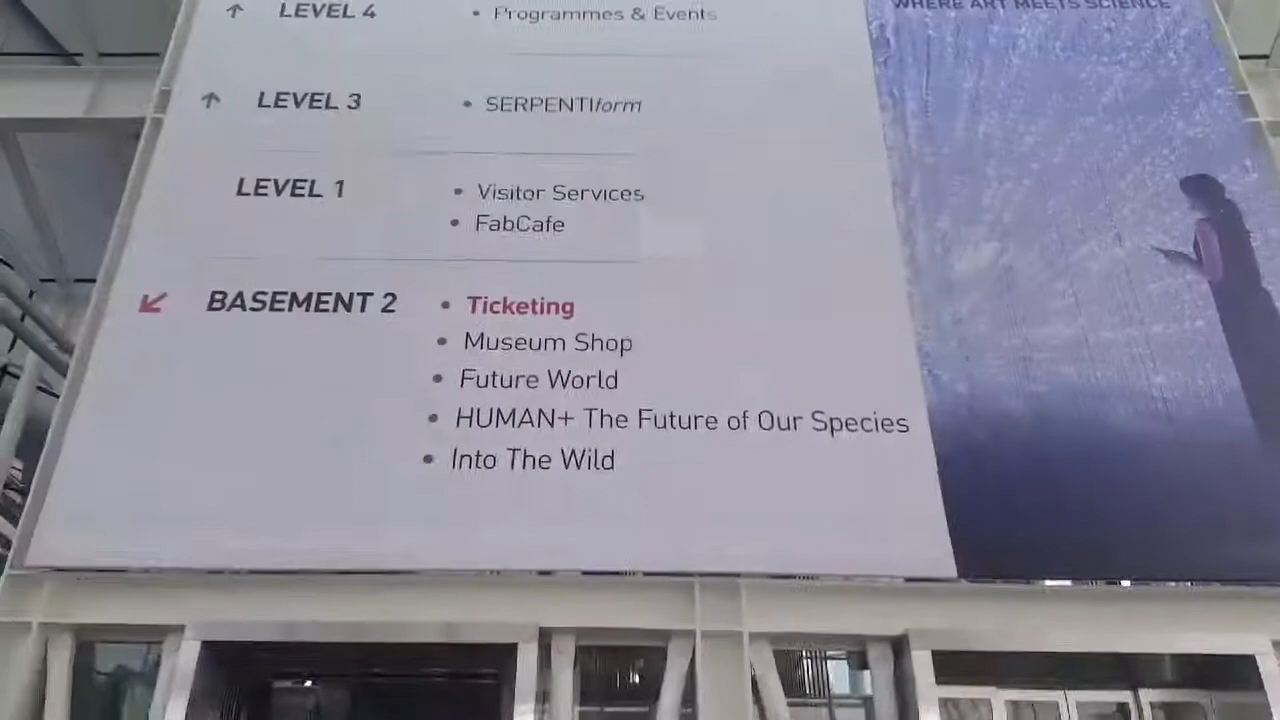 WHERE ART MEETS SCIENCE
LEVEL 4
• Programmes & Events
LEVEL 3
• SERPENTIform
LEVEL 1
• Visitor Services
• FabCafe
BASEMENT 2
• Ticketing
• Museum Shop
• Future World
• HUMAN+ The Future of Our Species
• Into The Wild